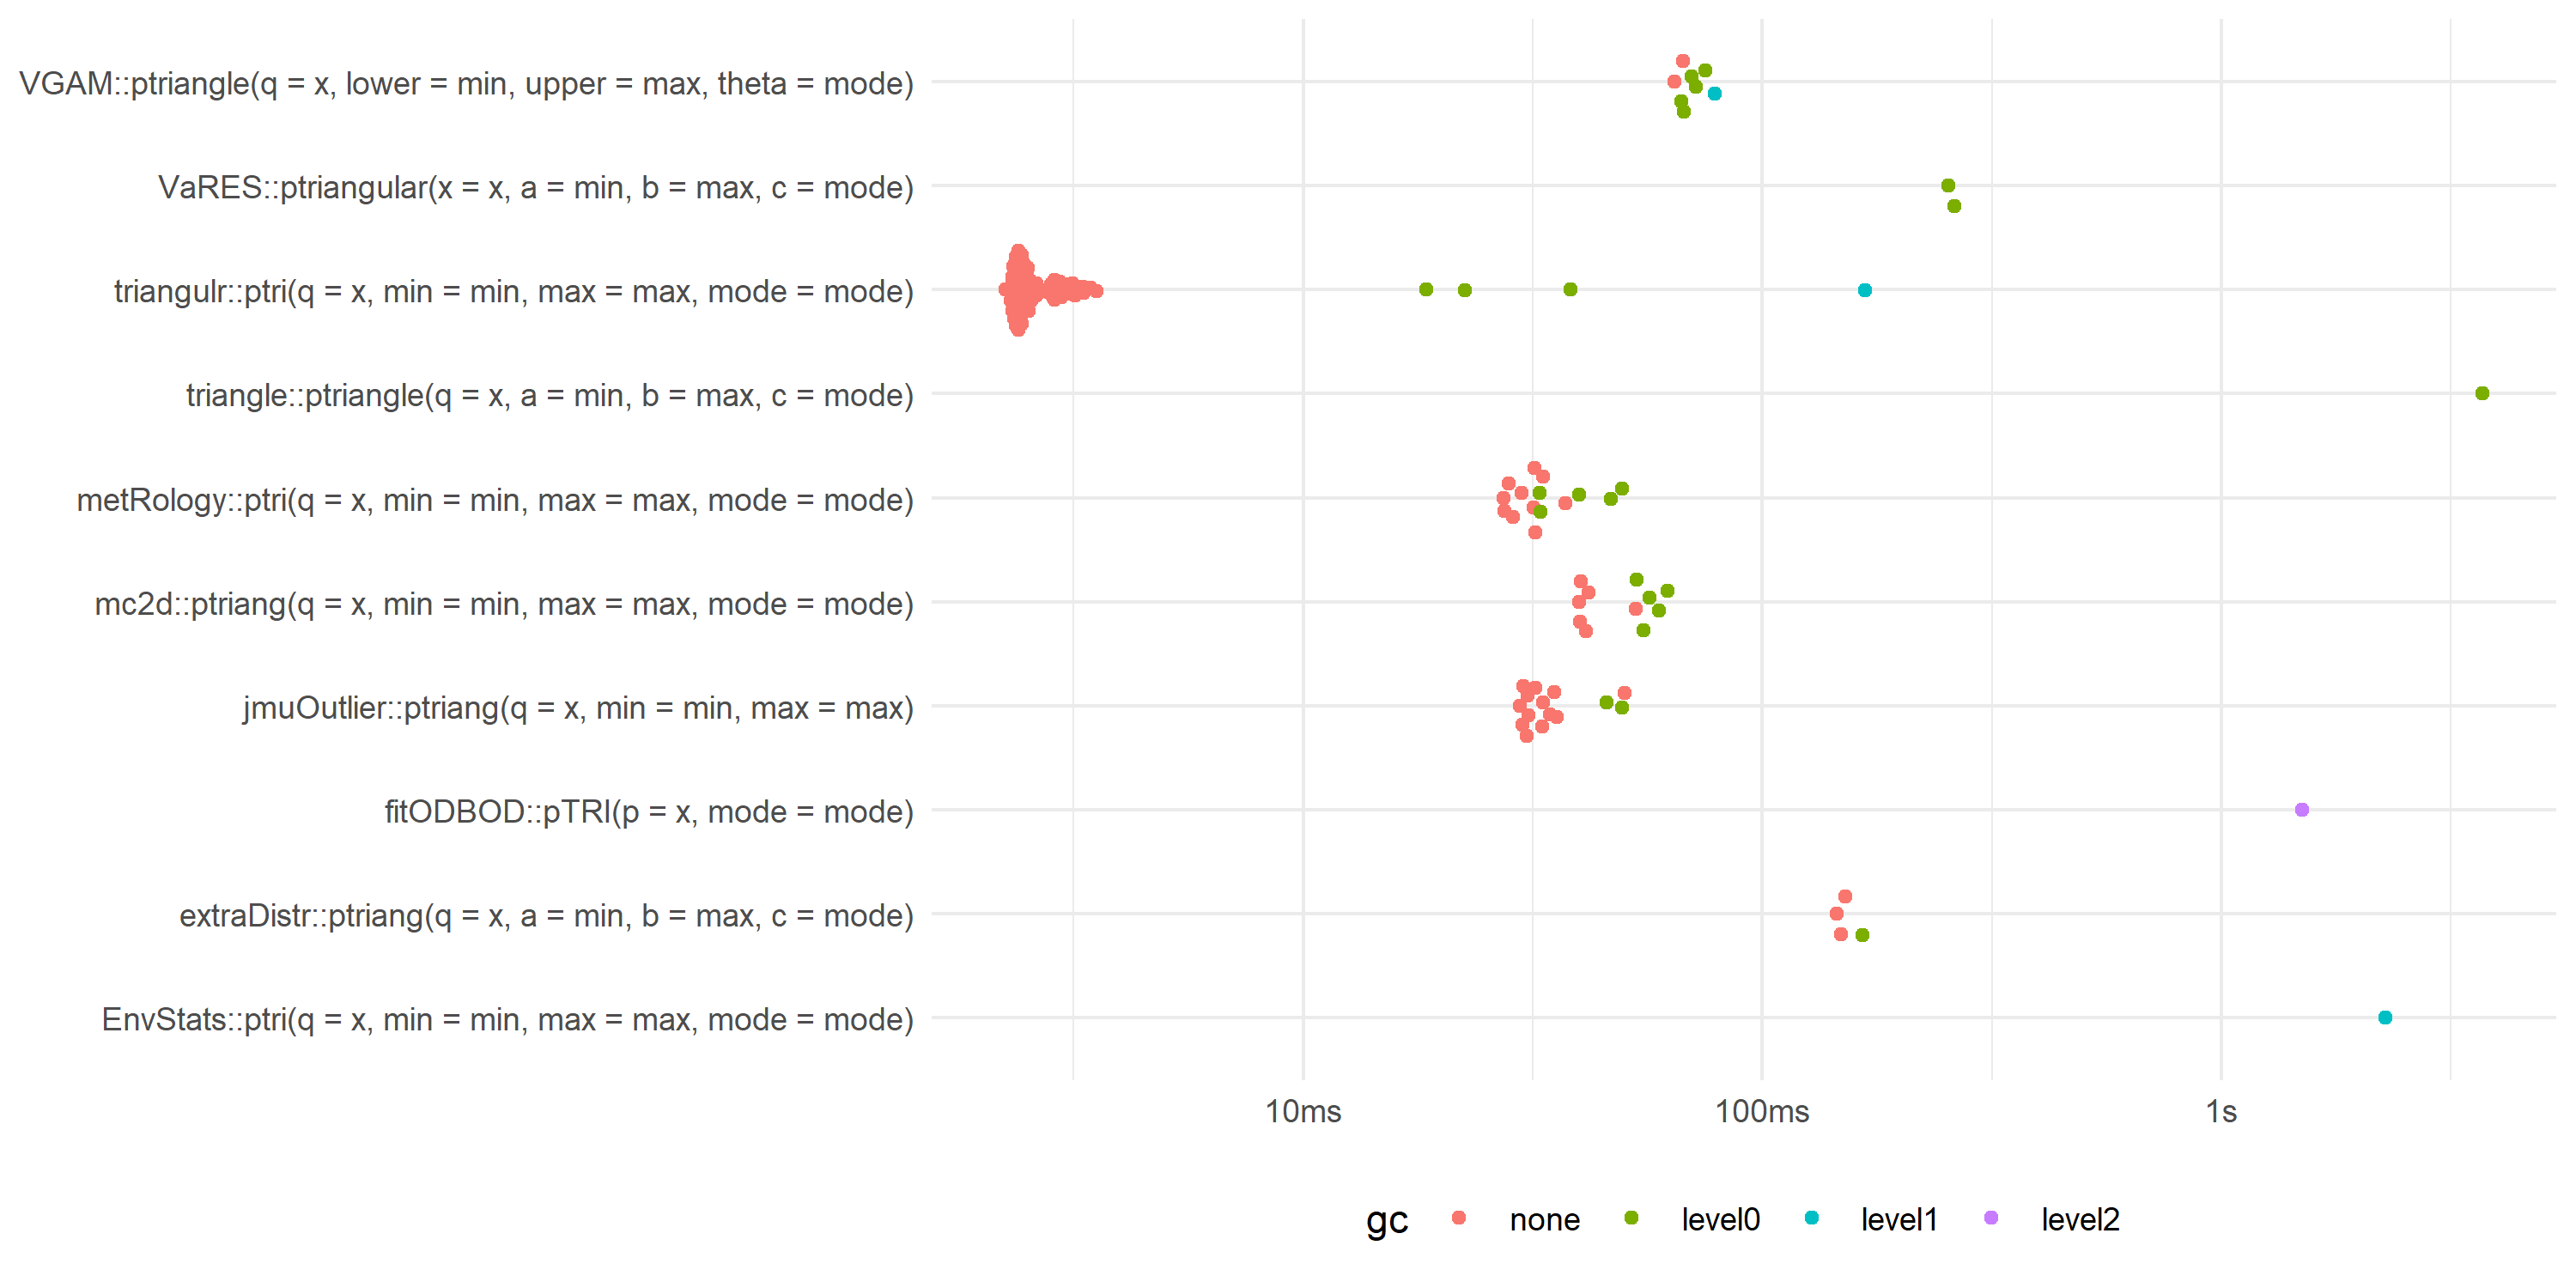 VGAM::ptriangle(q = x, lower = min, upper = max, theta = mode)
VaRES::ptriangular(x = x, a = min, b = max, c = mode)
triangulr::ptri(q = x, min = min, max = max, mode = mode)
triangle::ptriangle(q = x, a = min, b = max, c = mode)
metRology::ptri(q = x, min = min, max = max, mode = mode)
mc2d::ptriang(q = x, min = min, max = max, mode = mode)
jmuOutlier::ptriang(q = x, min = min, max = max)
fitODBOD::pTRI(p = x, mode = mode)
extraDistr::ptriang(q = x, a = min, b = max, c = mode)
EnvStats::ptri(q = x, min = min, max = max, mode = mode)
10ms 100ms 1s
gc none level0 level1 level2